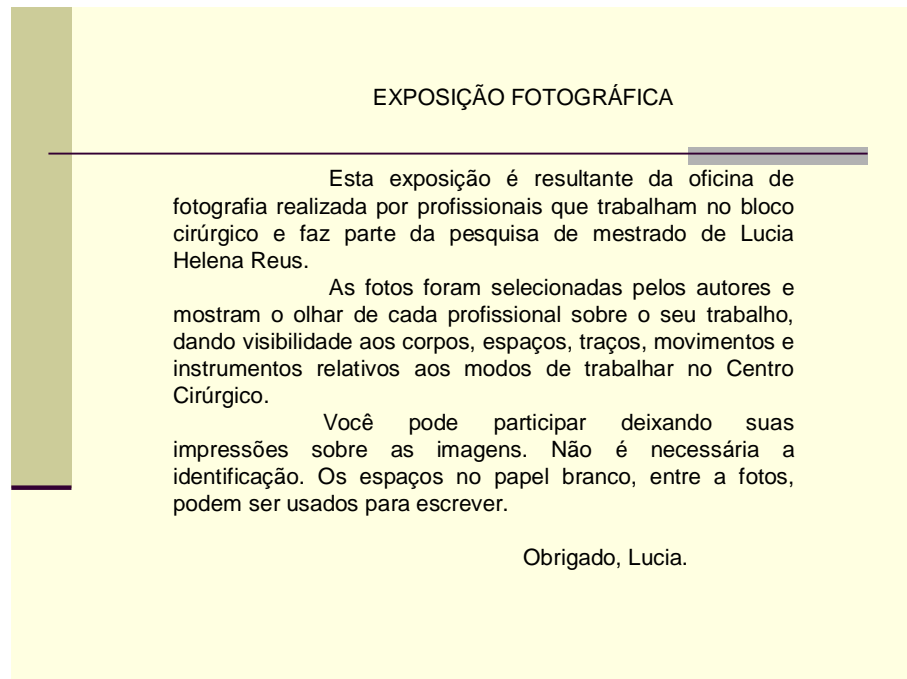 EXPOSIÇÃO FOTOGRÁFICA
Esta exposição é resultante da oficina de
fotografia realizada por profissionais que trabalham no bloco
cirúrgico e faz parte da pesquisa de mestrado de Lucia
Helena Reus.
As fotos foram selecionadas pelos autores e
mostram o olhar de cada profissional sobre o seu trabalho,
dando visibilidade aos corpos, espaços, traços, movimentos e
instrumentos relativos aos modos de trabalhar no Centro
Cirúrgico.
Você pode participar deixando suas
impressões sobre as imagens. Não é necessária a
identificação. Os espaços no papel branco, entre a fotos,
podem ser usados para escrever.
Obrigado, Lucia.